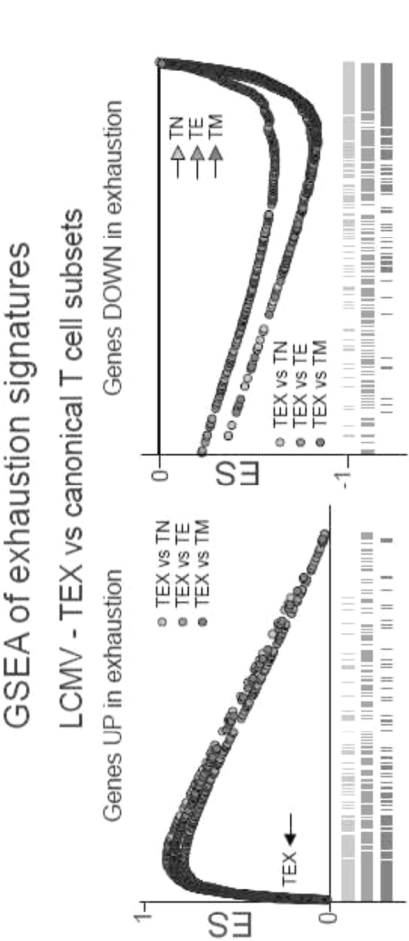 GSEA of exhaustion signatures
LCMV - TEX vs canonical T cell subsets
Genes UP in exhaustion
1
ES
0
TEX
TEX vs TN
TEX vs TE
TEX vs TM
Genes DOWN in exhaustion
0
ES
-1
TN
TE
TM
TEX vs TN
TEX vs TE
TEX vs TM